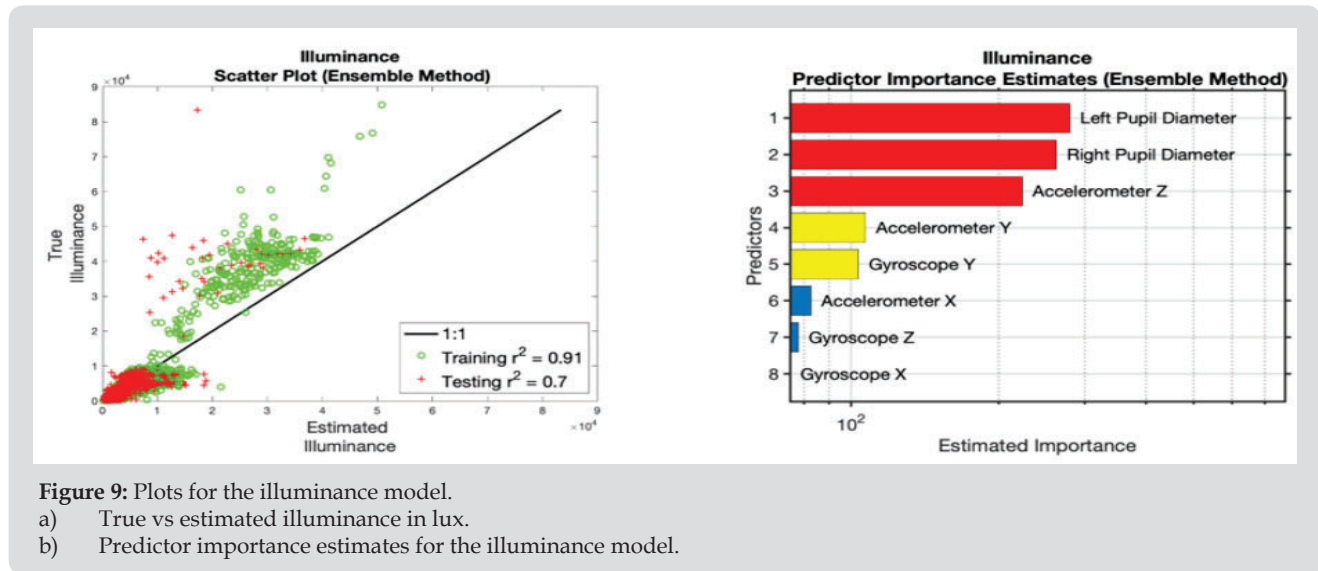 Illuminance
Scatter Plot (Ensemble Method)
×10⁴
9
8
7
6
5
4
3
2
1
0
True
Illuminance
1:1
Training r² = 0.91
Testing r² = 0.7
0 1 2 3 4 5 6 7 8 9
×10⁴
Estimated
Illuminance
Illuminance
Predictor Importance Estimates (Ensemble Method)
Predictors
1 Left Pupil Diameter
2 Right Pupil Diameter
3 Accelerometer Z
4 Accelerometer Y
5 Gyroscope Y
6 Accelerometer X
7 Gyroscope Z
8 Gyroscope X
10²
Estimated Importance
Figure 9: Plots for the illuminance model.
a) True vs estimated illuminance in lux.
b) Predictor importance estimates for the illuminance model.